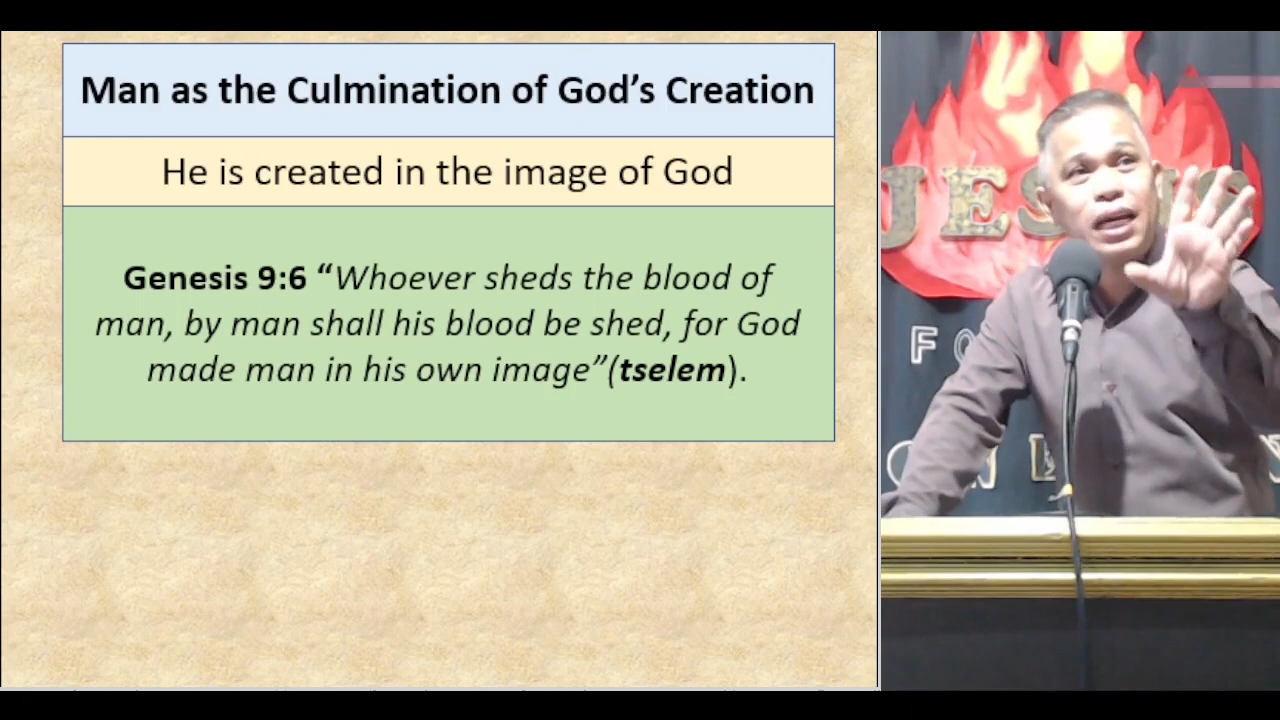 Man as the Culmination of God’s Creation
He is created in the image of God
Genesis 9:6 “Whoever sheds the blood of
man, by man shall his blood be shed, for God
made man in his own image”(tselem).
JESUS